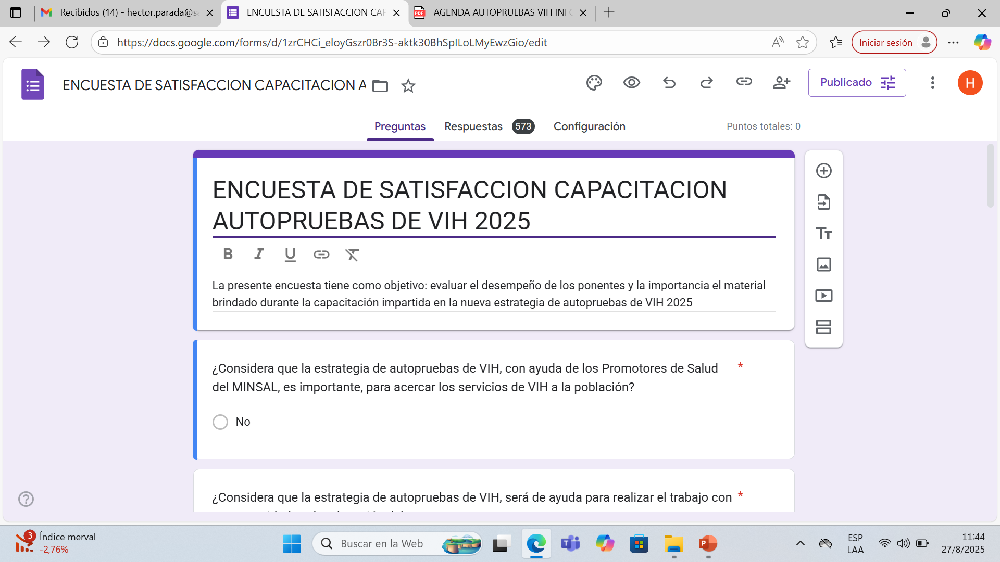 Recibidos (14) - hector.parada@sa
ENCUESTA DE SATISFACCION CAP
AGENDA AUTOPRUEBAS VIH INFO
https://docs.google.com/forms/d/1zrCHCi_eloyGszr0Br3S-aktk30BhSpILoLMyEwzGio/edit
Iniciar sesión
ENCUESTA DE SATISFACCION CAPACITACION A
Publicado
H
Preguntas
Respuestas 573
Configuración
Puntos totales: 0
ENCUESTA DE SATISFACCION CAPACITACION
AUTOPRUEBAS DE VIH 2025
La presente encuesta tiene como objetivo: evaluar el desempeño de los ponentes y la importancia el material
brindado durante la capacitación impartida en la nueva estrategia de autopruebas de VIH 2025
¿Considera que la estrategia de autopruebas de VIH, con ayuda de los Promotores de Salud *
del MINSAL, es importante, para acercar los servicios de VIH a la población?
No
¿Considera que la estrategia de autopruebas de VIH, será de ayuda para realizar el trabajo con *
3
Índice merval
-2,76%
Buscar en la Web
ESP
LAA
11:44
27/8/2025